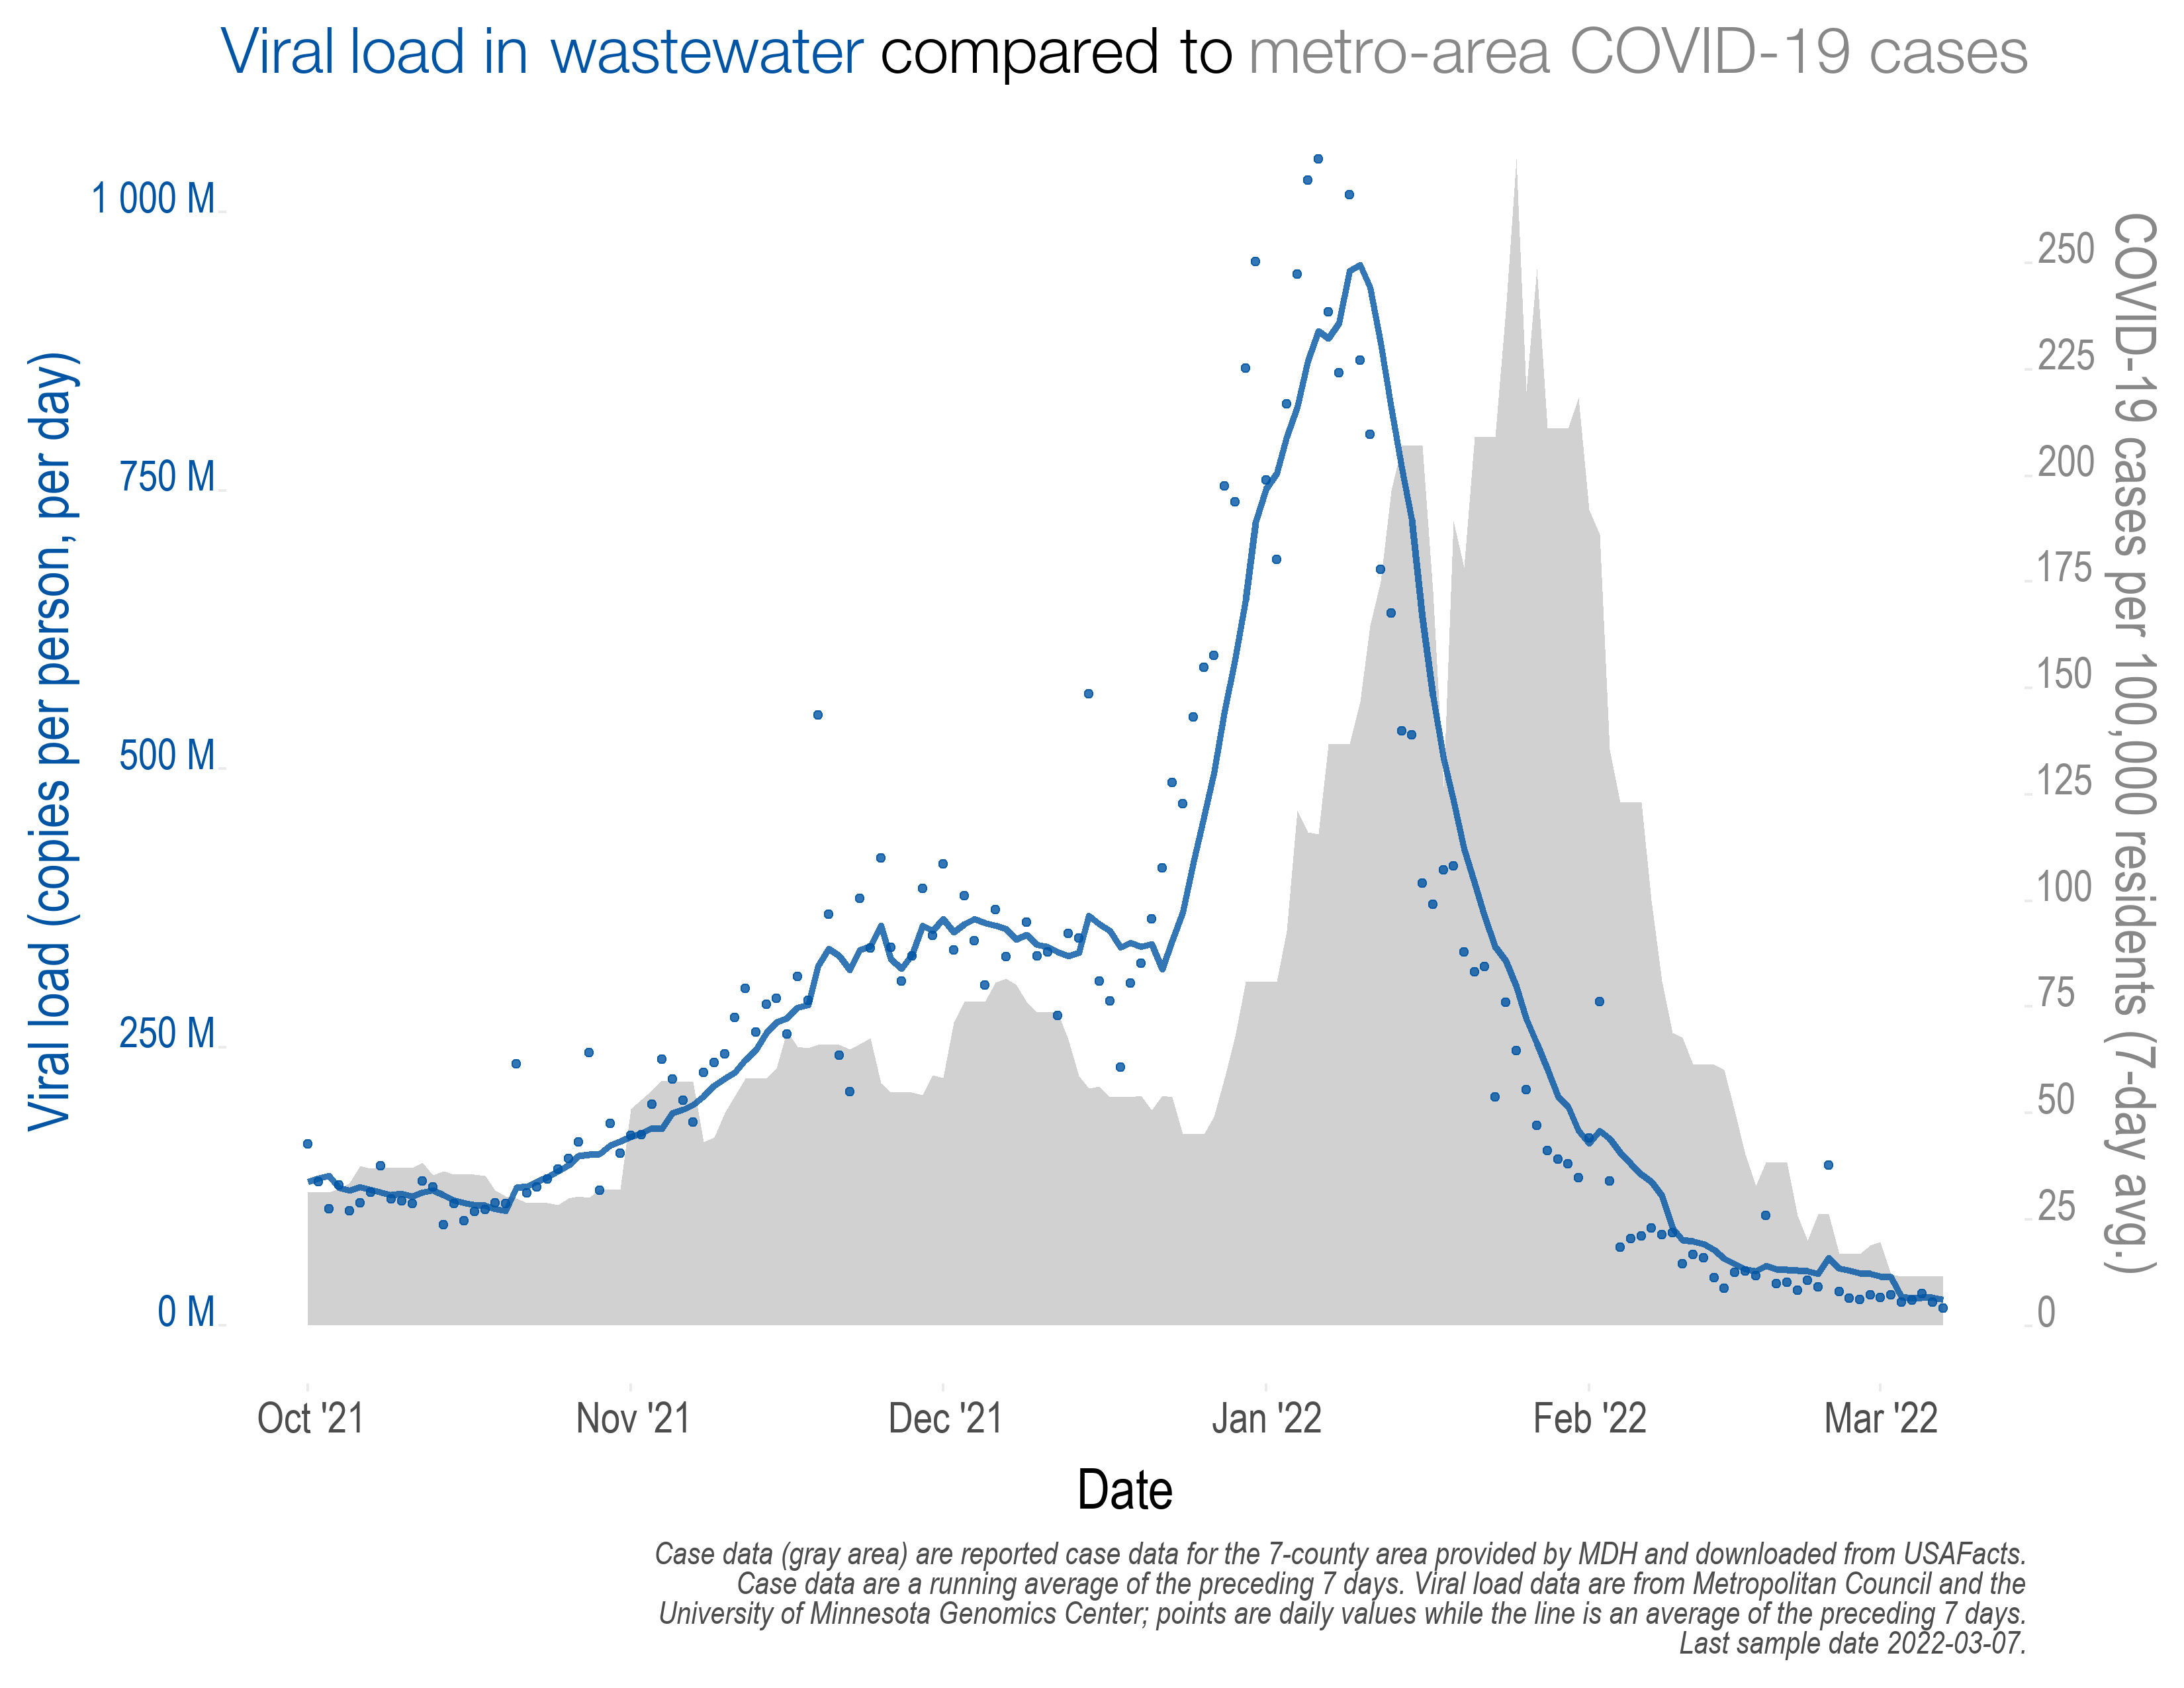 Viral load in wastewater compared to metro-area COVID-19 cases
Viral load (copies per person, per day)
1 000 M
750 M
500 M
250 M
0 M
COVID-19 cases per 100,000 residents (7-day avg.)
250
225
200
175
150
125
100
75
50
25
0
Oct '21
Nov '21
Dec '21
Jan '22
Feb '22
Mar '22
Date
Case data (gray area) are reported case data for the 7-county area provided by MDH and downloaded from USAFacts.
Case data are a running average of the preceding 7 days. Viral load data are from Metropolitan Council and the
University of Minnesota Genomics Center; points are daily values while the line is an average of the preceding 7 days.
Last sample date 2022-03-07.